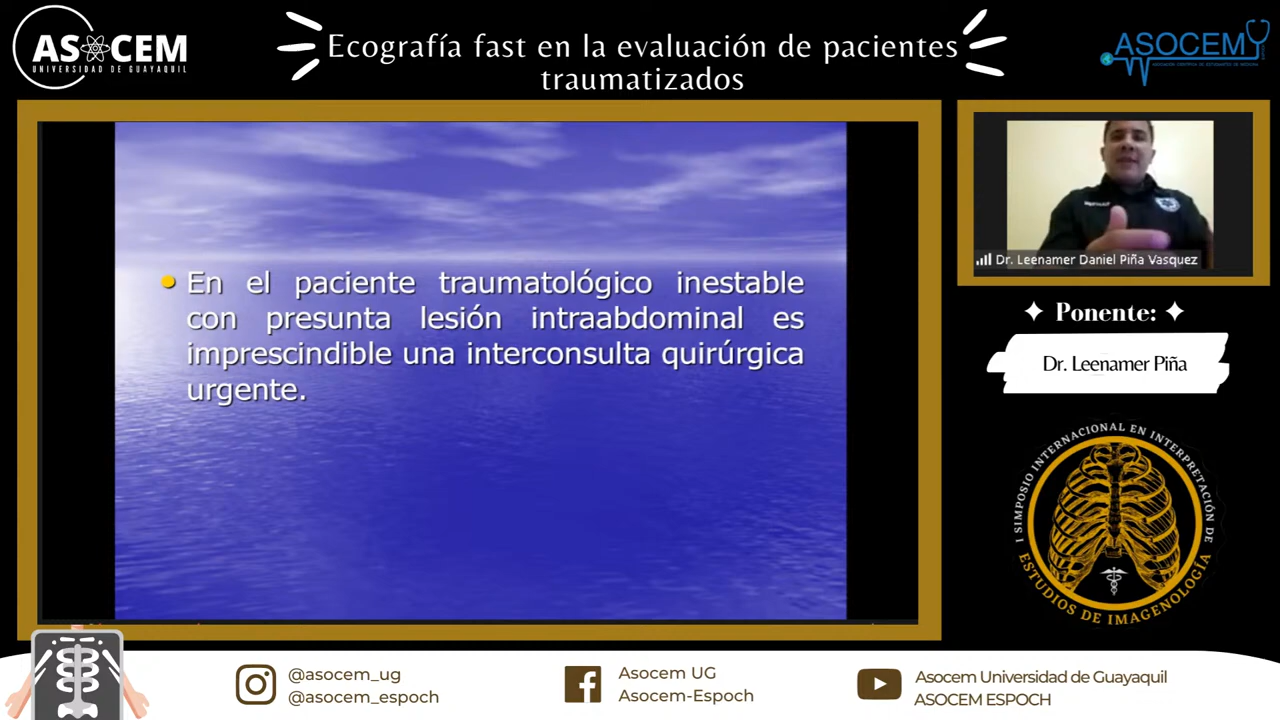 ASOCEM
UNIVERSIDAD DE GUAYAQUIL
Ecografía fast en la evaluación de pacientes
traumatizados
ASOCEM
En el paciente traumatológico inestable
con presunta lesión intraabdominal es
imprescindible una interconsulta quirúrgica
urgente.
Dr. Leenamer Daniel Piña Vasquez
Ponente:
Dr. Leenamer Piña
I SIMPOSIO INTERNACIONAL EN INTERPRETACIÓN DE
ESTUDIOS DE IMAGENOLOGÍA
@asocem_ug
@asocem_espoch
Asocem UG
Asocem-Espoch
Asocem Universidad de Guayaquil
ASOCEM ESPOCH